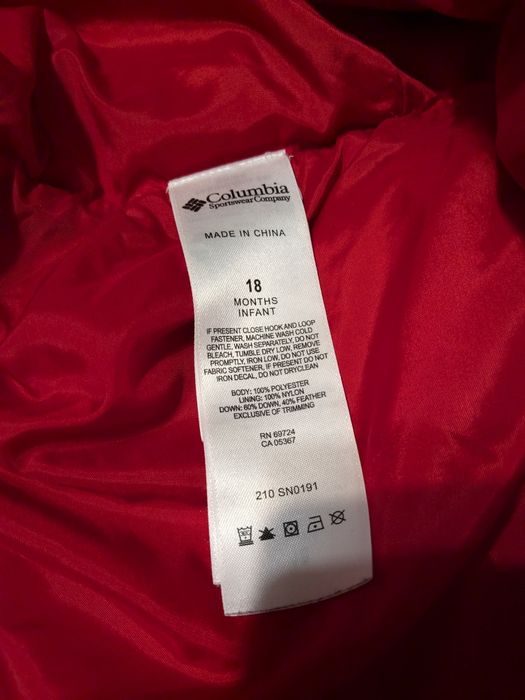 Columbia
Sportswear Company
MADE IN CHINA
18
MONTHS
INFANT
IF PRESENT CLOSE HOOK AND LOOP
FASTENER, MACHINE WASH COLD
GENTLE, WASH SEPARATELY, DO NOT
BLEACH, TUMBLE DRY LOW, REMOVE
PROMPTLY, IRON LOW, DO NOT USE
FABRIC SOFTENER, IF PRESENT DO NOT
IRON DECAL, DO NOT DRYCLEAN
BODY: 100% POLYESTER
LINING: 100% NYLON
DOWN: 60% DOWN, 40% FEATHER
EXCLUSIVE OF TRIMMING
RN 69724
CA 05367
210 SN0191